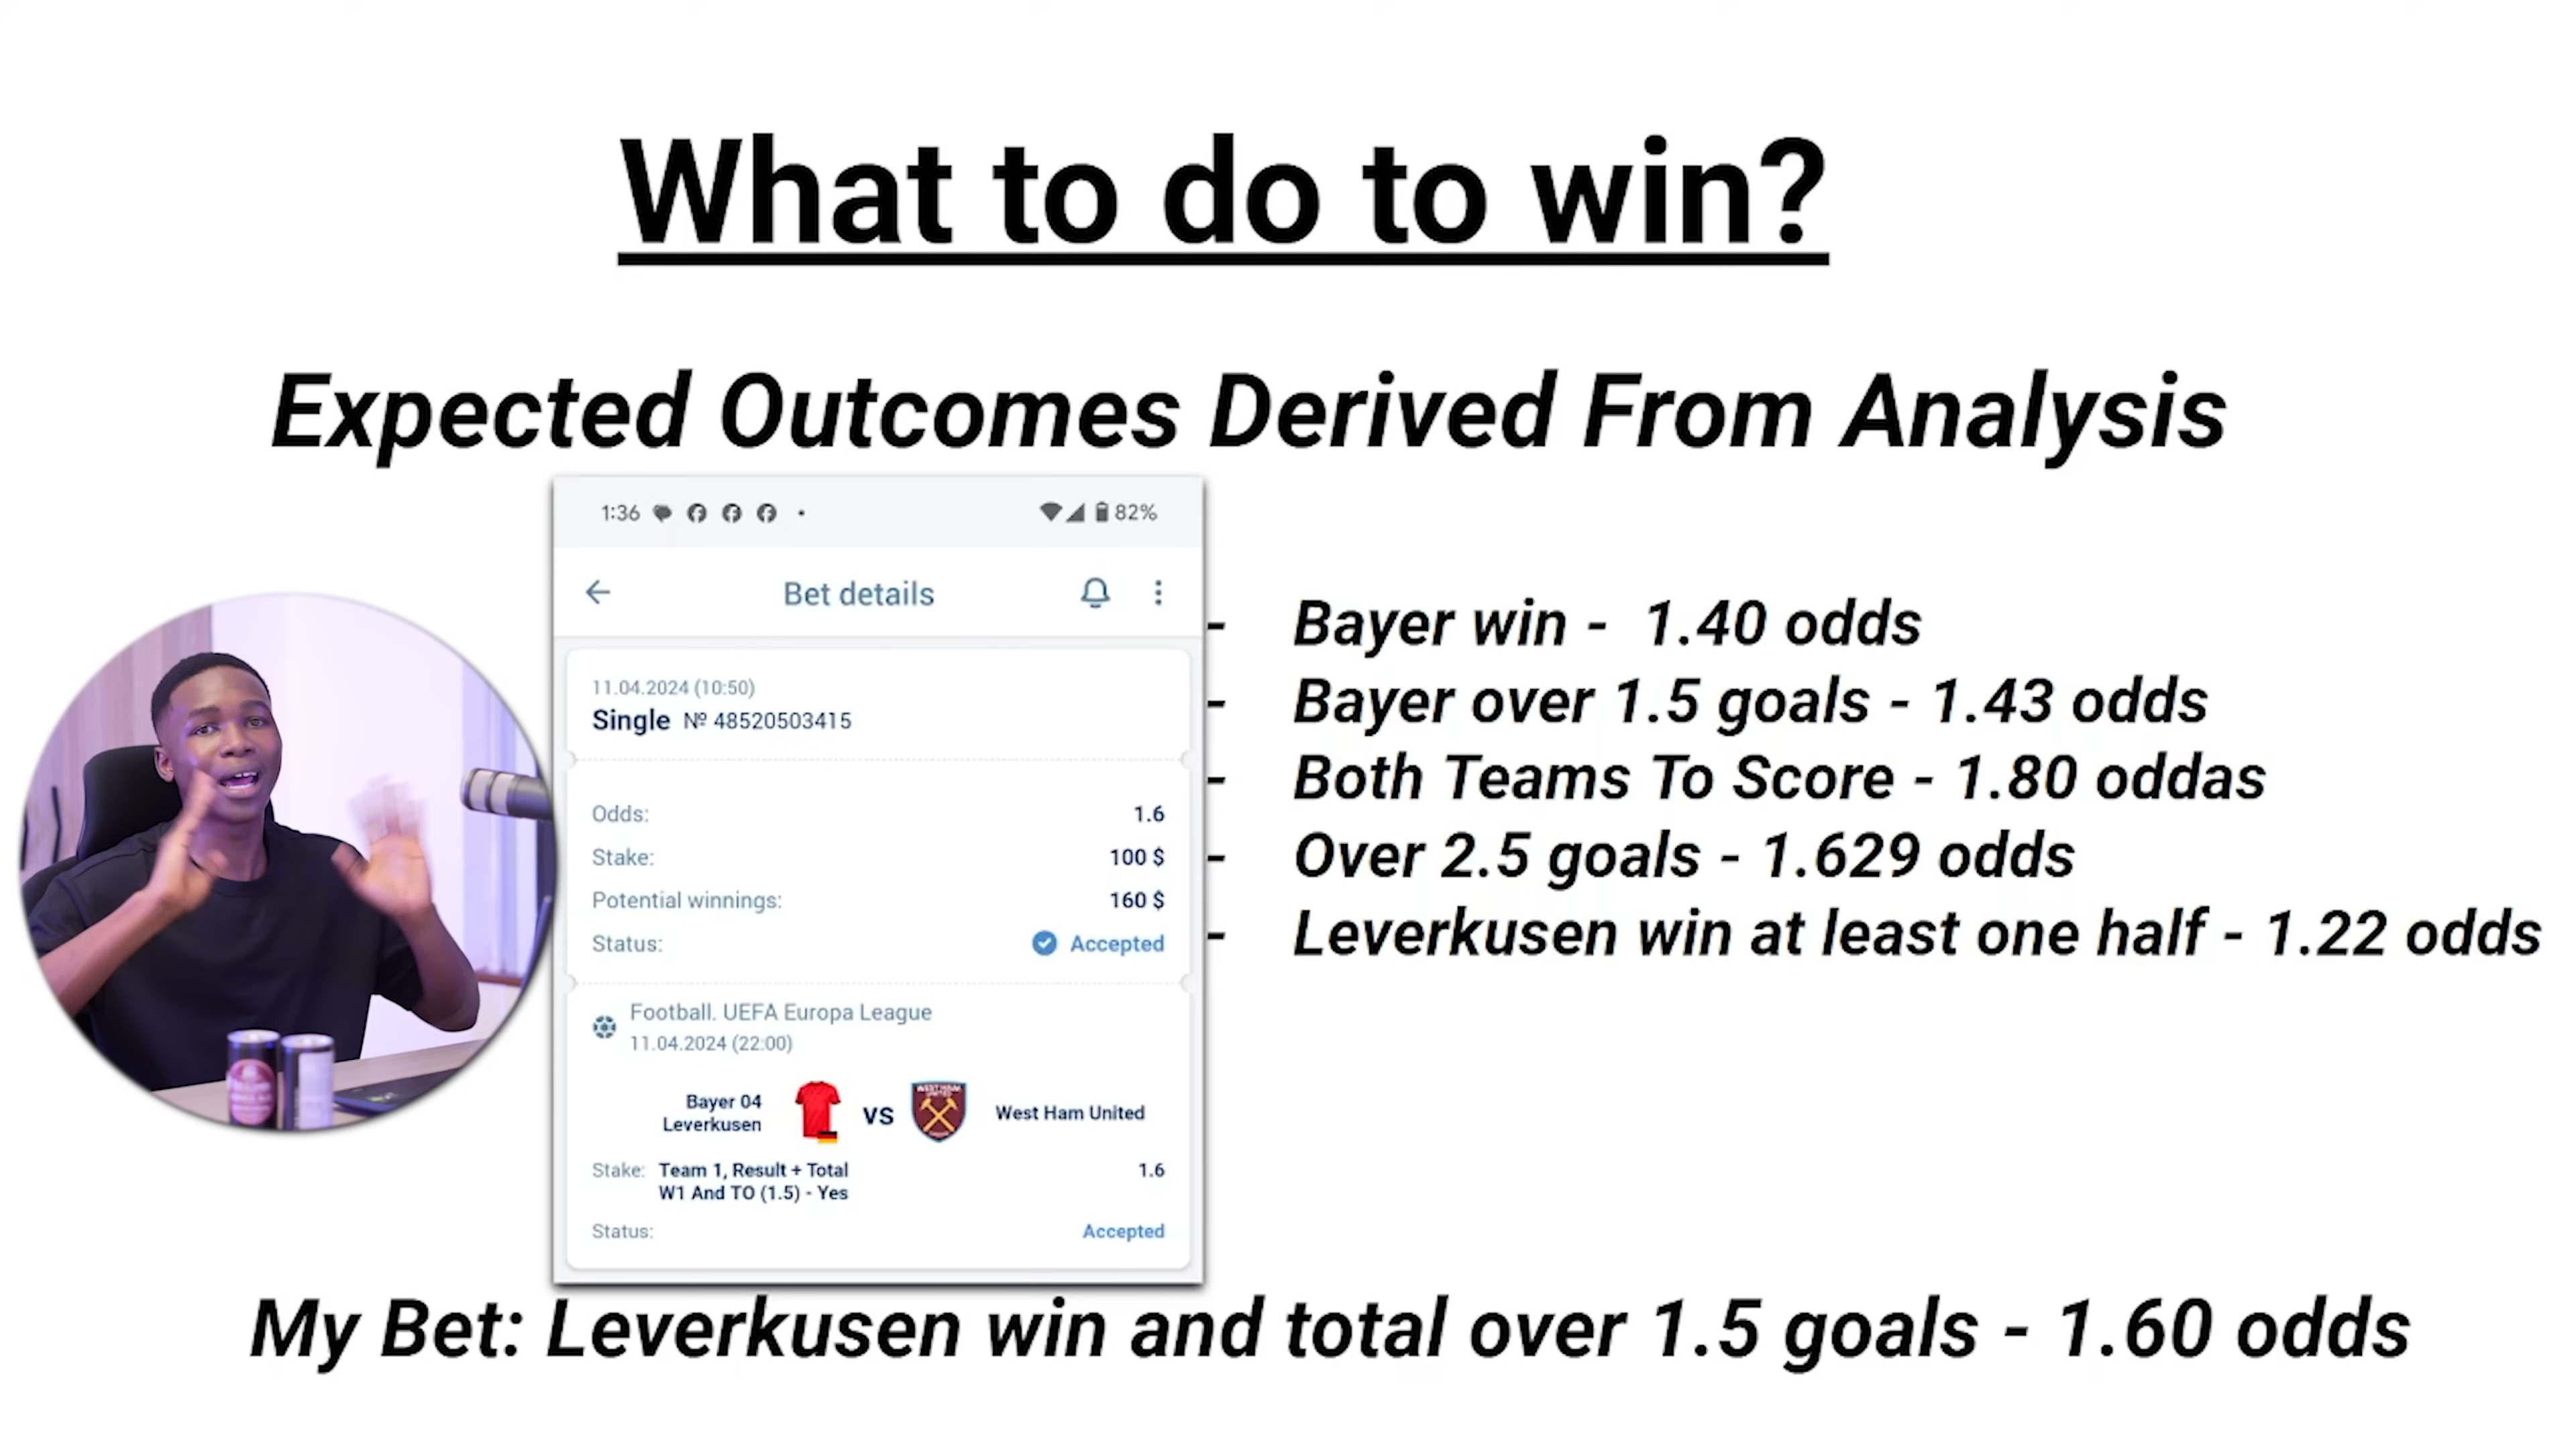 What to do to win?
Expected Outcomes Derived From Analysis
1:36 82%
Bet details
11.04.2024 (10:50)
Single № 48520503415
Odds: 1.6
Stake: 100 $
Potential winnings: 160 $
Status: Accepted
Football. UEFA Europa League
11.04.2024 (22:00)
Bayer 04
Leverkusen
VS
WEST HAM
UNITED
West Ham United
Stake: Team 1, Result + Total 1.6
W1 And TO (1.5) - Yes
Status: Accepted
- Bayer win - 1.40 odds
- Bayer over 1.5 goals - 1.43 odds
- Both Teams To Score - 1.80 oddas
- Over 2.5 goals - 1.629 odds
- Leverkusen win at least one half - 1.22 odds
My Bet: Leverkusen win and total over 1.5 goals - 1.60 odds